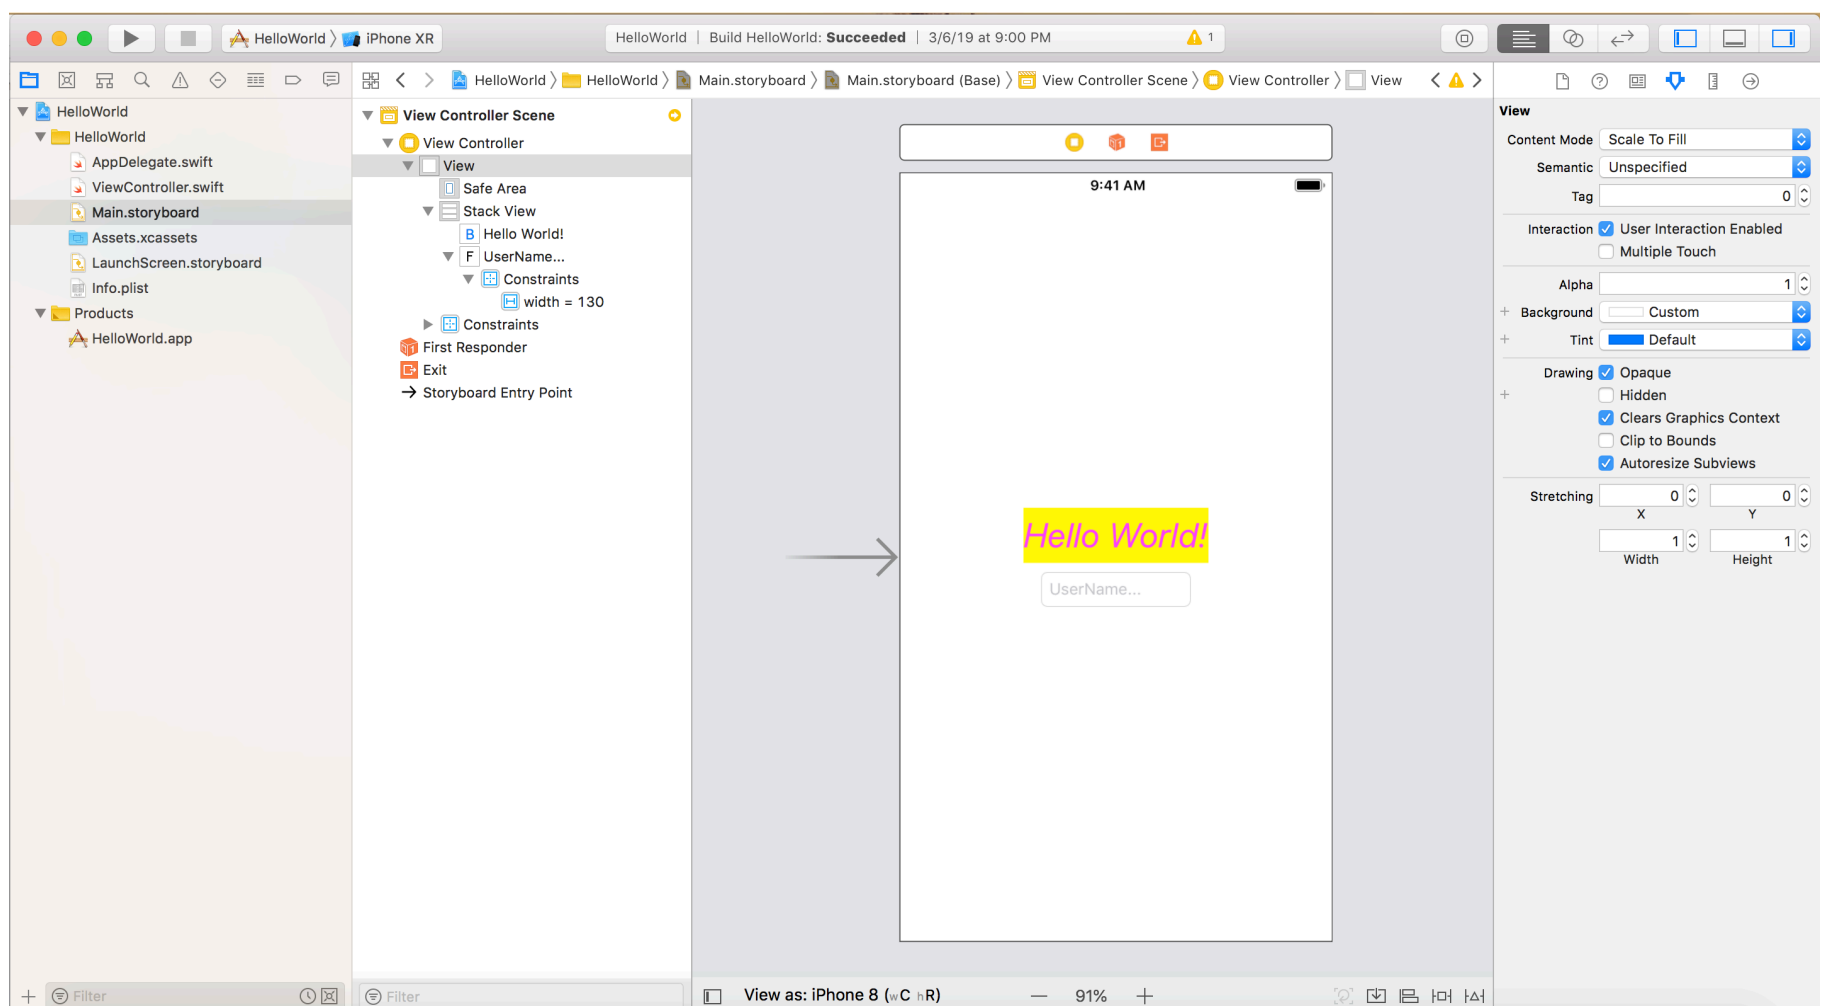 HelloWorld iPhone XR
HelloWorld | Build HelloWorld: Succeeded | 3/6/19 at 9:00 PM
1
HelloWorld HelloWorld Main.storyboard Main.storyboard (Base) View Controller Scene View Controller View
HelloWorld
HelloWorld
AppDelegate.swift
ViewController.swift
Main.storyboard
Assets.xcassets
LaunchScreen.storyboard
Info.plist
Products
HelloWorld.app
Filter
View Controller Scene
View Controller
View
Safe Area
Stack View
B Hello World!
F UserName...
Constraints
width = 130
Constraints
First Responder
Exit
Storyboard Entry Point
Filter
9:41 AM
Hello World!
UserName...
View as: iPhone 8 (wC hR)
91%
View
Content Mode Scale To Fill
Semantic Unspecified
Tag 0
Interaction User Interaction Enabled
Multiple Touch
Alpha 1
Background Custom
Tint Default
Drawing Opaque
Hidden
Clears Graphics Context
Clip to Bounds
Autoresize Subviews
Stretching 0 0
X Y
1 1
Width Height